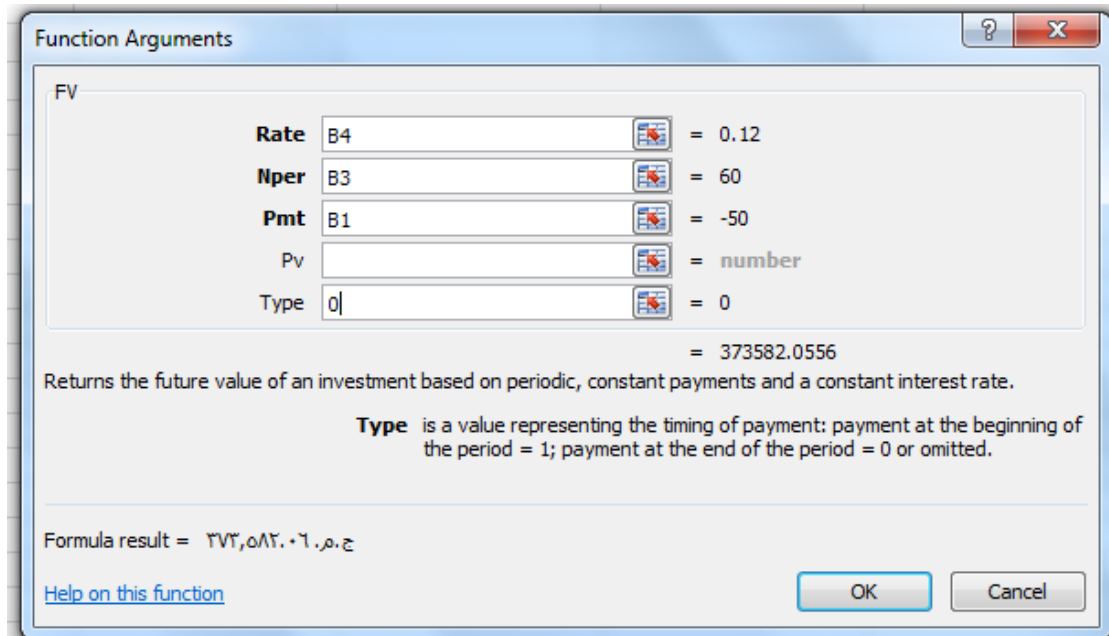 Function Arguments
FV
Rate B4 = 0.12
Nper B3 = 60
Pmt B1 = -50
Pv = number
Type 0 = 0
= 373582.0556
Returns the future value of an investment based on periodic, constant payments and a constant interest rate.
Type is a value representing the timing of payment: payment at the beginning of
the period = 1; payment at the end of the period = 0 or omitted.
Formula result = ج.م. ٣٧٣,٥٨٢.٠٦
Help on this function
OK Cancel